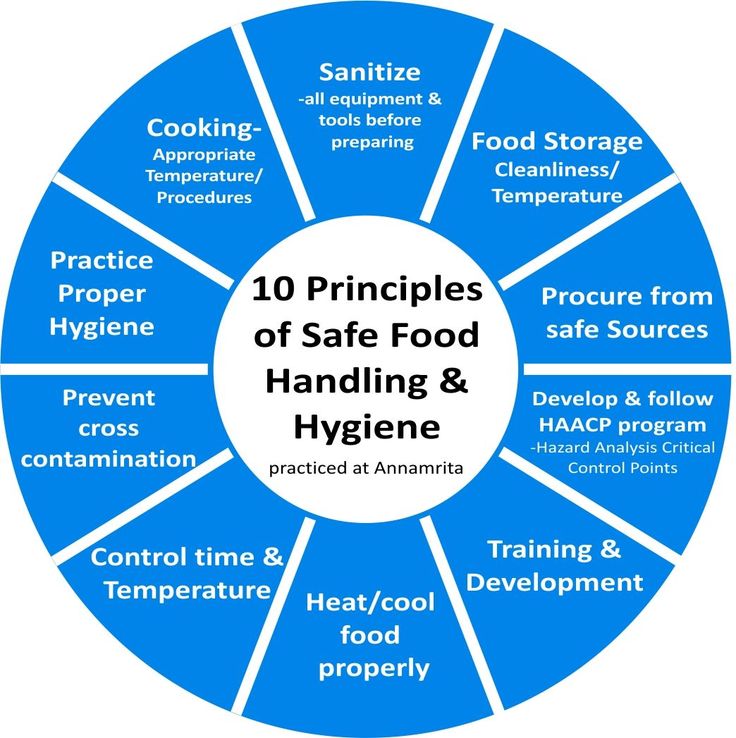 10 Principles
of Safe Food
Handling &
Hygiene
practiced at Annamrita
Sanitize
-all equipment &
tools before
preparing
Food Storage
Cleanliness/
Temperature
Procure from
safe Sources
Develop & follow
HAACP program
-Hazard Analysis Critical
Control Points
Training &
Development
Heat/cool
food
properly
Control time &
Temperature
Prevent
cross
contamination
Practice
Proper
Hygiene
Cooking-
Appropriate
Temperature/
Procedures